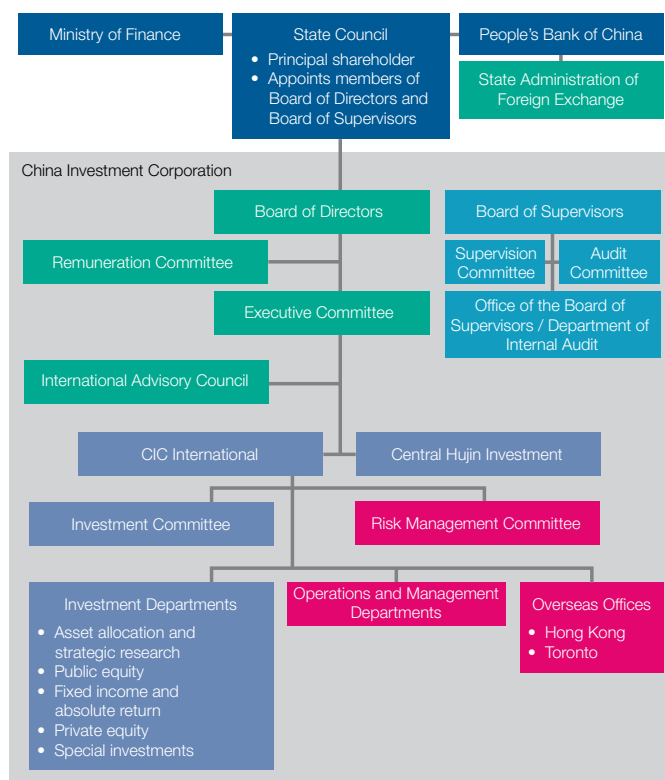 Ministry of Finance
State Council
• Principal shareholder
• Appoints members of
Board of Directors and
Board of Supervisors
People's Bank of China
State Administration of
Foreign Exchange
China Investment Corporation
Board of Directors
Board of Supervisors
Remuneration Committee
Supervision
Committee
Audit
Committee
Executive Committee
Office of the Board of
Supervisors / Department of
Internal Audit
International Advisory Council
CIC International
Central Hujin Investment
Investment Committee
Risk Management Committee
Investment Departments
• Asset allocation and
strategic research
• Public equity
• Fixed income and
absolute return
• Private equity
• Special investments
Operations and Management
Departments
Overseas Offices
• Hong Kong
• Toronto